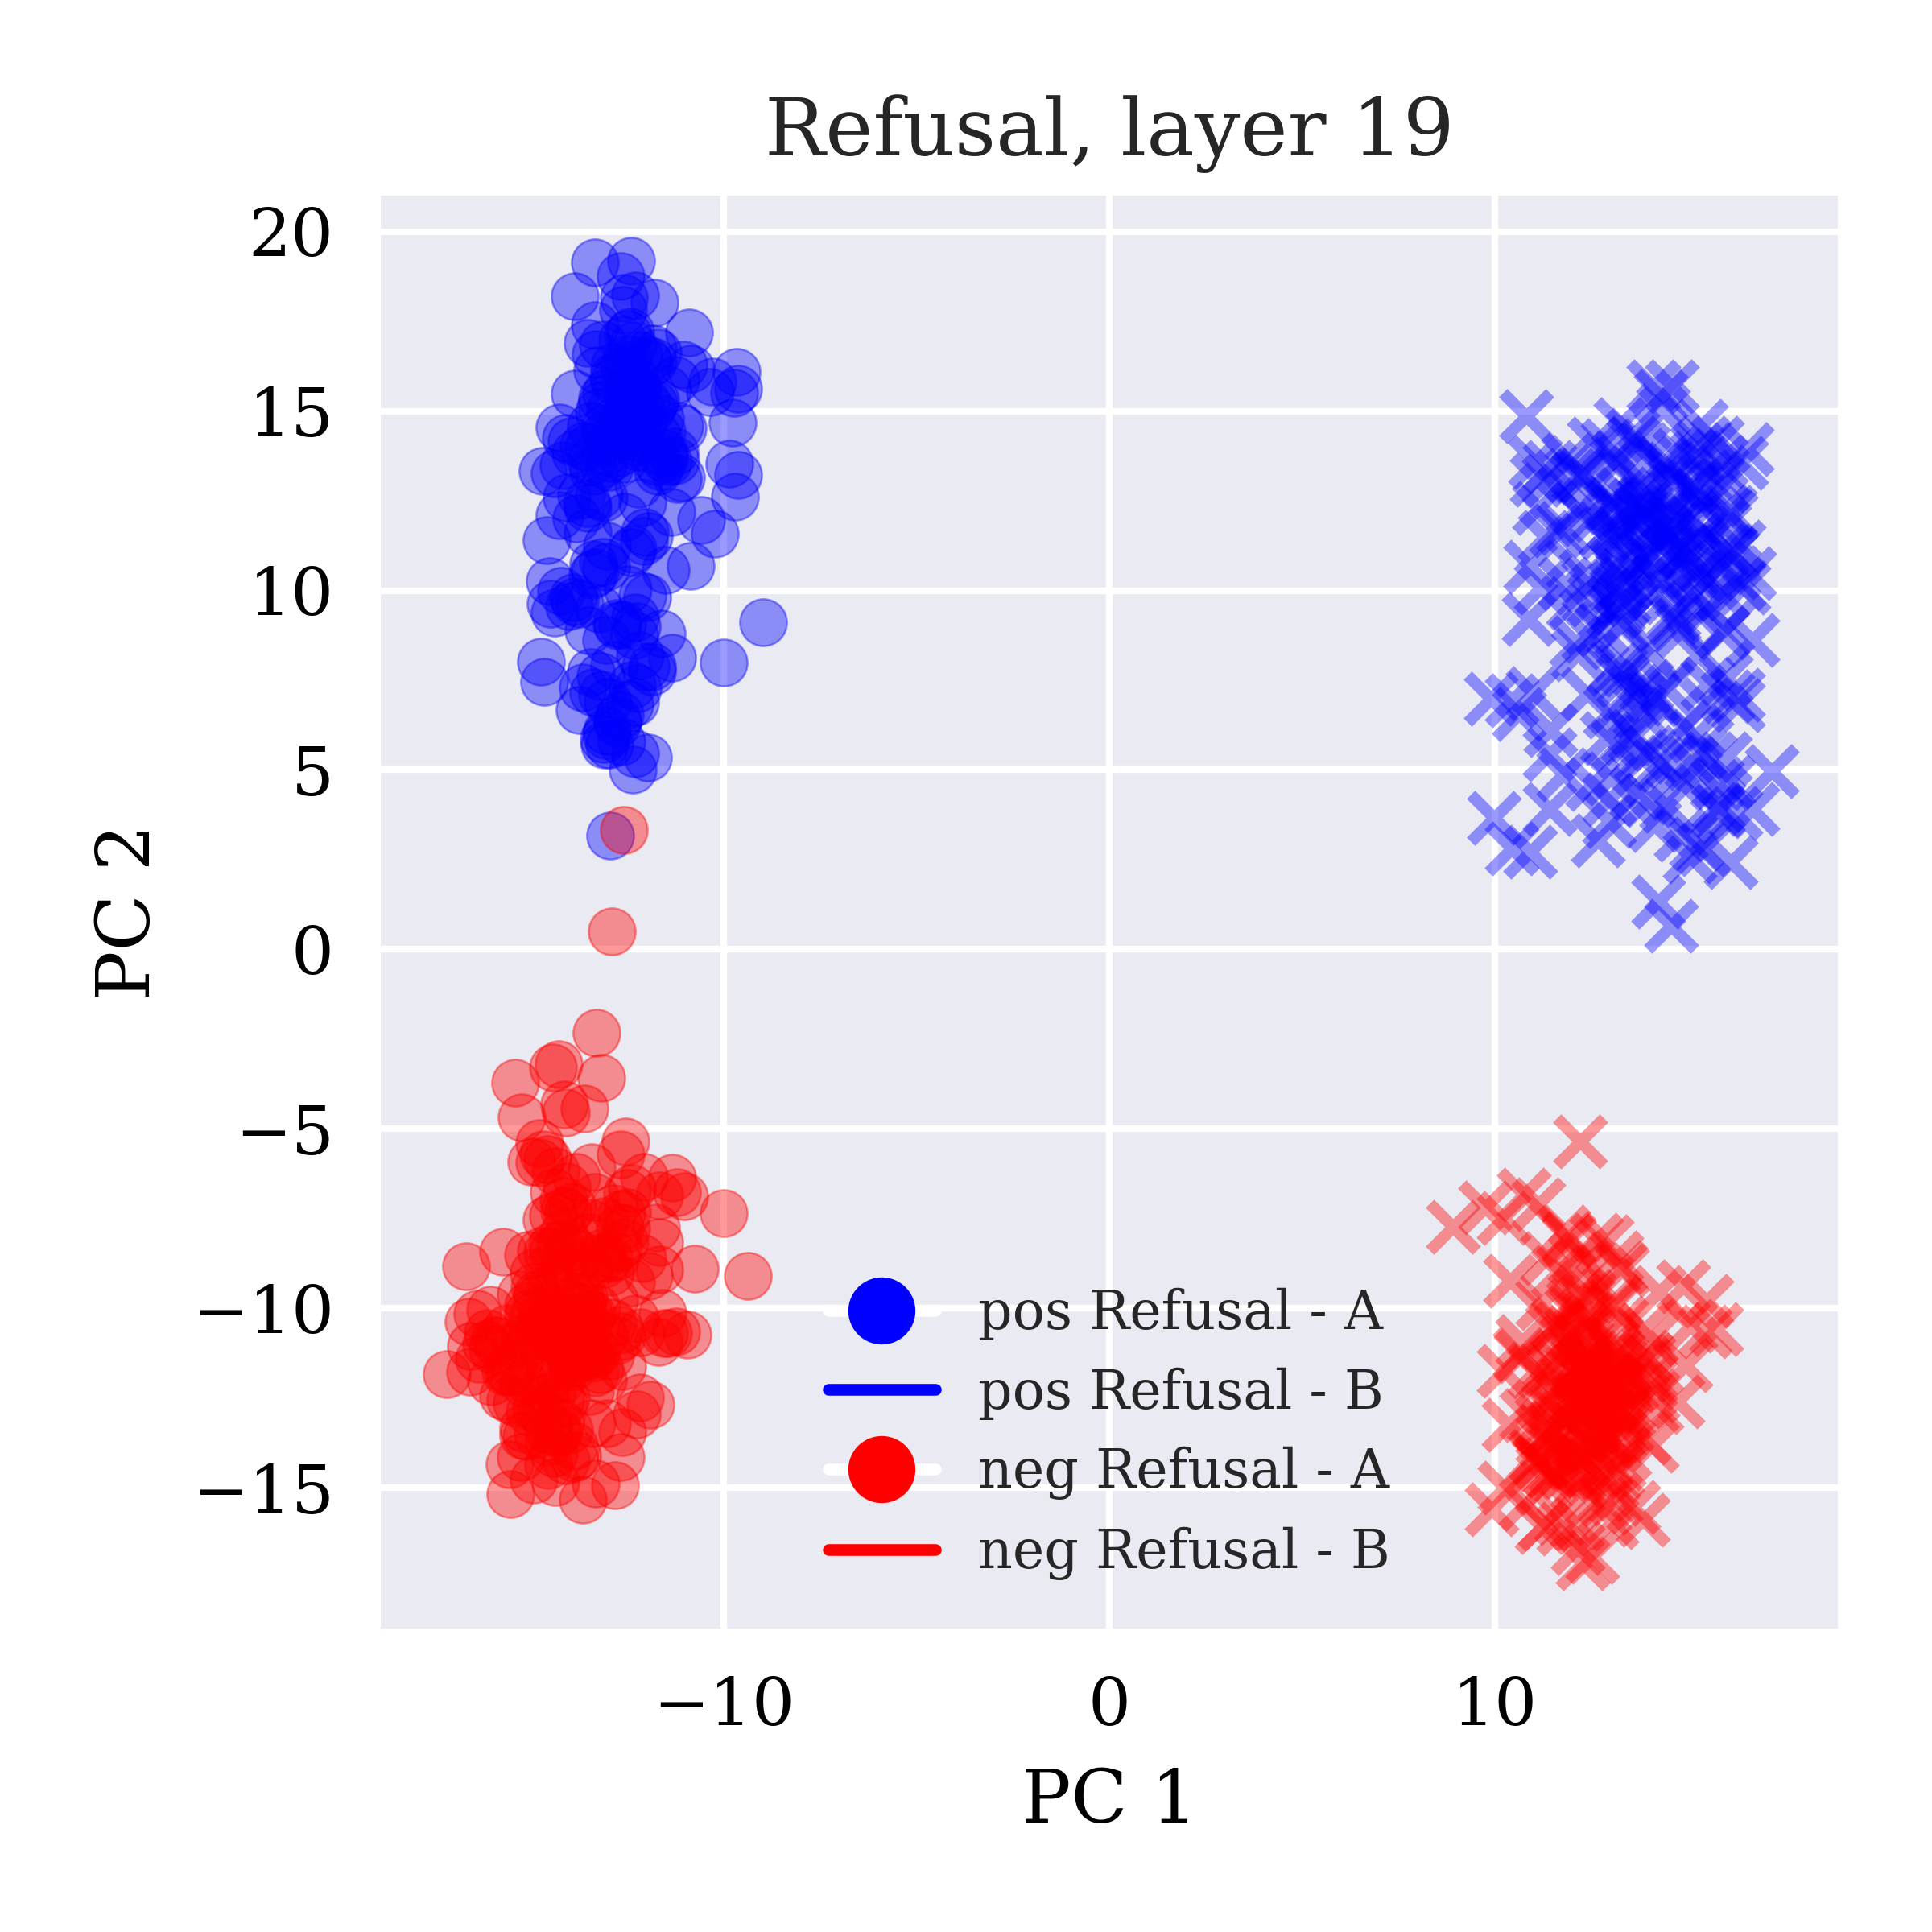 Refusal, layer 19
20
15
10
5
0
−5
−10
−15
PC 2
pos Refusal - A
pos Refusal - B
neg Refusal - A
neg Refusal - B
−10 0 10
PC 1